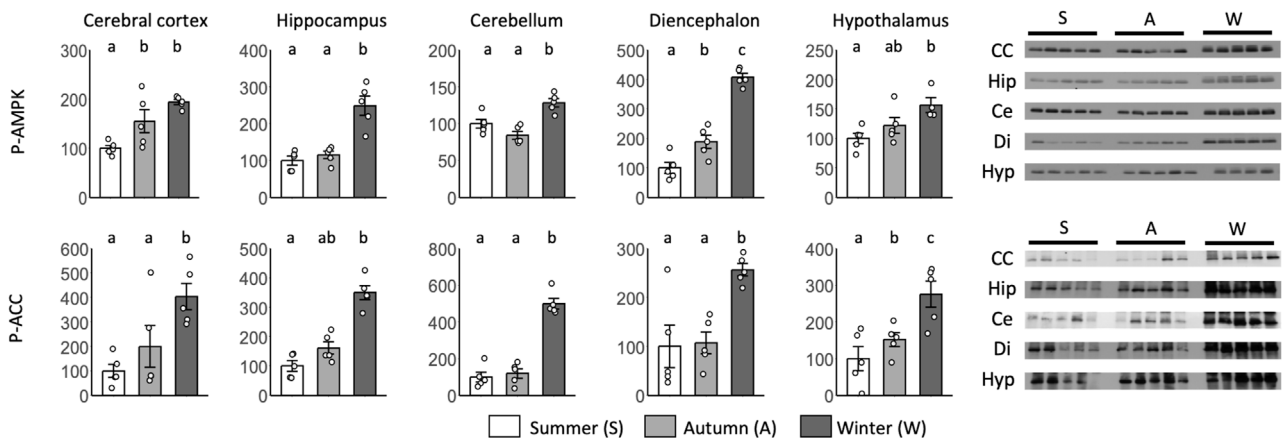 Cerebral cortex Hippocampus Cerebellum Diencephalon Hypothalamus
S A W
P-AMPK
300 200 100 0
a b b
400 300 200 100 0
a a b
200 150 100 50 0
a a b
500 400 300 200 100 0
a b c
250 200 150 100 50 0
a ab b
CC
Hip
Ce
Di
Hyp
P-ACC
600 500 400 300 200 100 0
a a b
500 400 300 200 100 0
a ab b
800 600 400 200 0
a a b
300 200 100 0
a a b
400 300 200 100 0
a b c
S A W
CC
Hip
Ce
Di
Hyp
Summer (S) Autumn (A) Winter (W)